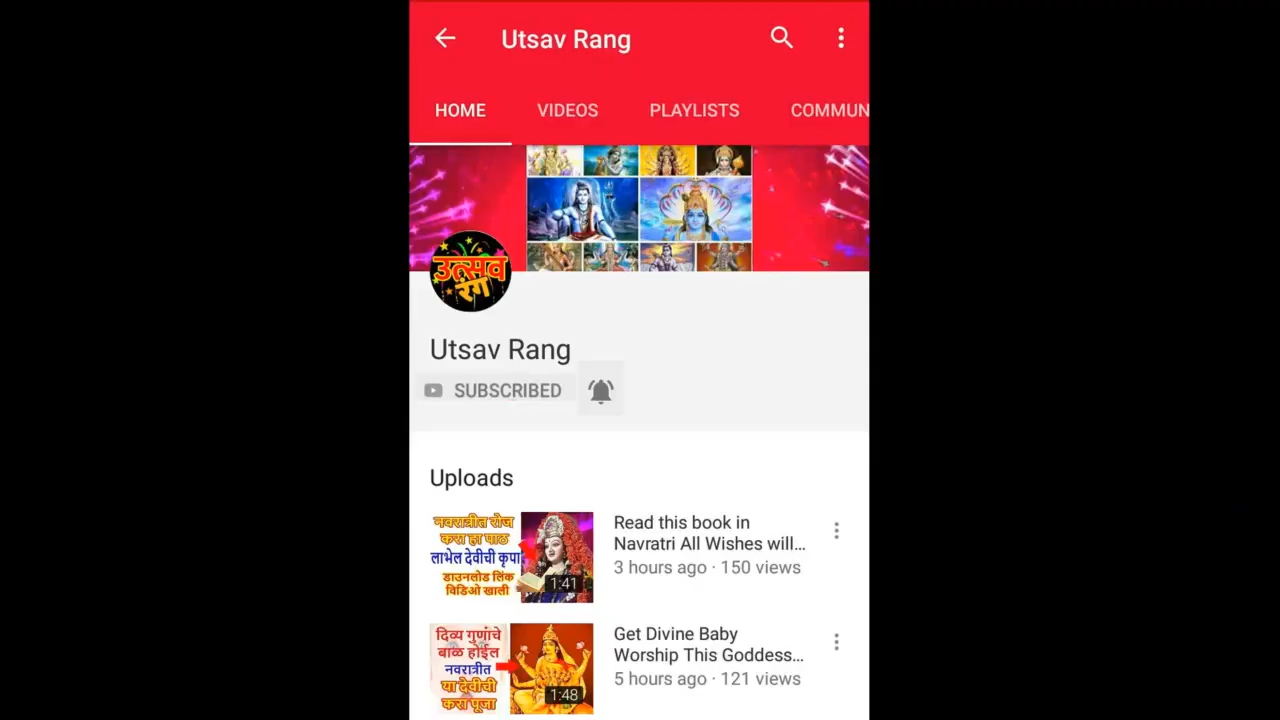 Utsav Rang
HOME VIDEOS PLAYLISTS COMMUN
उत्सव
रंग
Utsav Rang
SUBSCRIBED
Uploads
नवरात्रीत रोज
करा हा पाठ
लाभेल देवीची कृपा
डाउनलोड लिंक
विडिओ खाली
1:41
Read this book in
Navratri All Wishes will...
3 hours ago · 150 views
दिव्य गुणांचे
बाळ होईल
नवरात्रीत
या देवीची
करा पूजा
1:48
Get Divine Baby
Worship This Goddess...
5 hours ago · 121 views